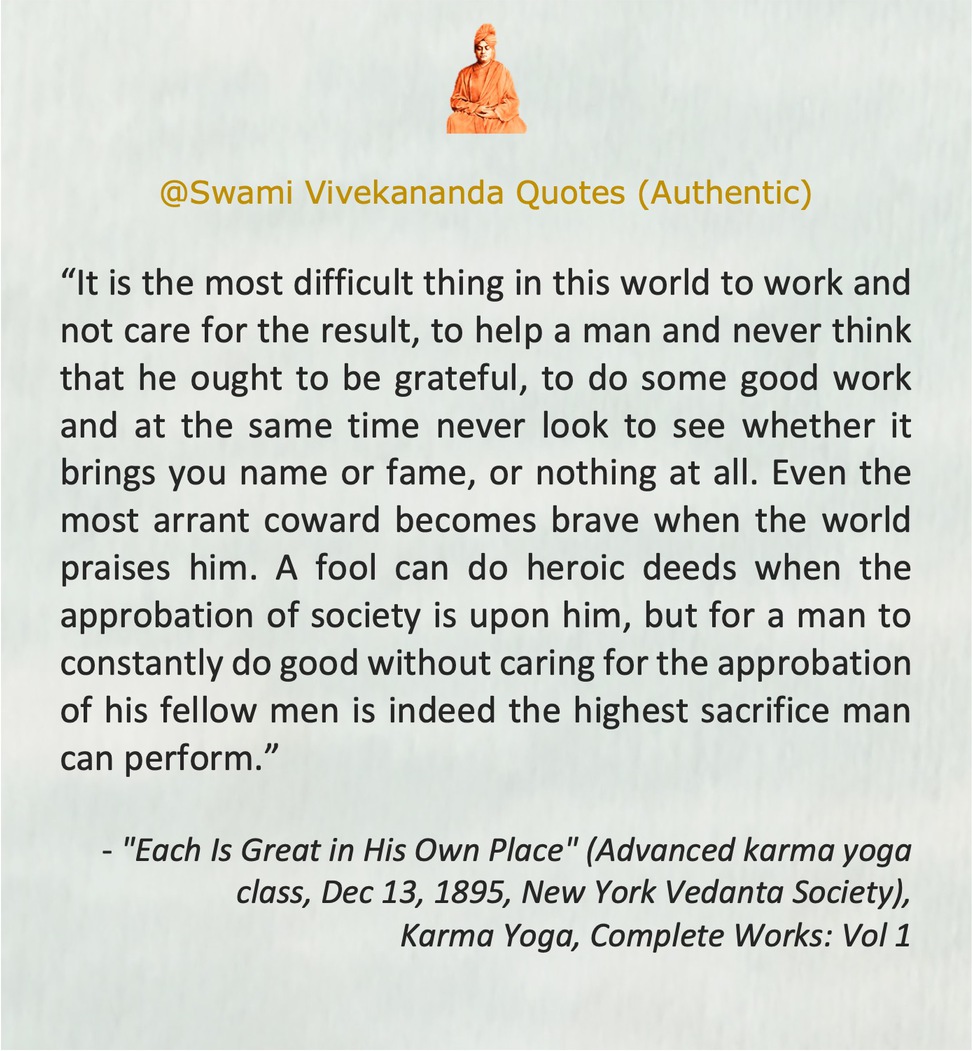 @Swami Vivekananda Quotes (Authentic)
“It is the most difficult thing in this world to work and
not care for the result, to help a man and never think
that he ought to be grateful, to do some good work
and at the same time never look to see whether it
brings you name or fame, or nothing at all. Even the
most arrant coward becomes brave when the world
praises him. A fool can do heroic deeds when the
approbation of society is upon him, but for a man to
constantly do good without caring for the approbation
of his fellow men is indeed the highest sacrifice man
can perform.”
- "Each Is Great in His Own Place" (Advanced karma yoga
class, Dec 13, 1895, New York Vedanta Society),
Karma Yoga, Complete Works: Vol 1